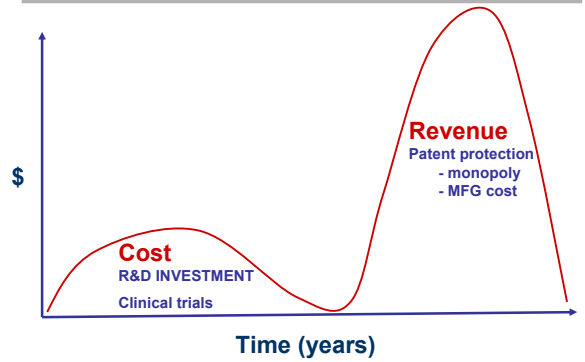 Revenue
Patent protection
- monopoly
- MFG cost
$
Cost
R&D INVESTMENT
Clinical trials
Time (years)